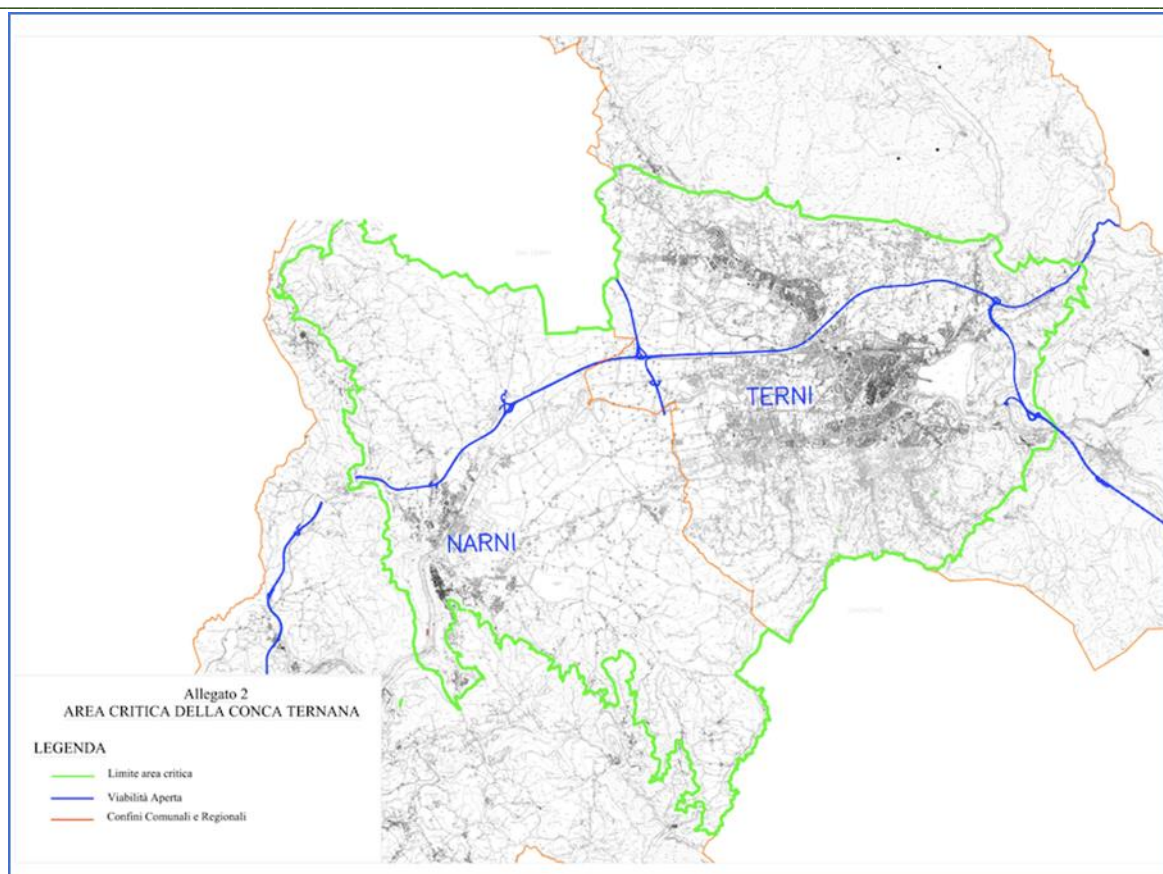 TERNI
NARNI
Allegato 2
AREA CRITICA DELLA CONCA TERNANA
LEGENDA
Limite area critica
Viabilità Aperta
Confini Comunali e Regionali